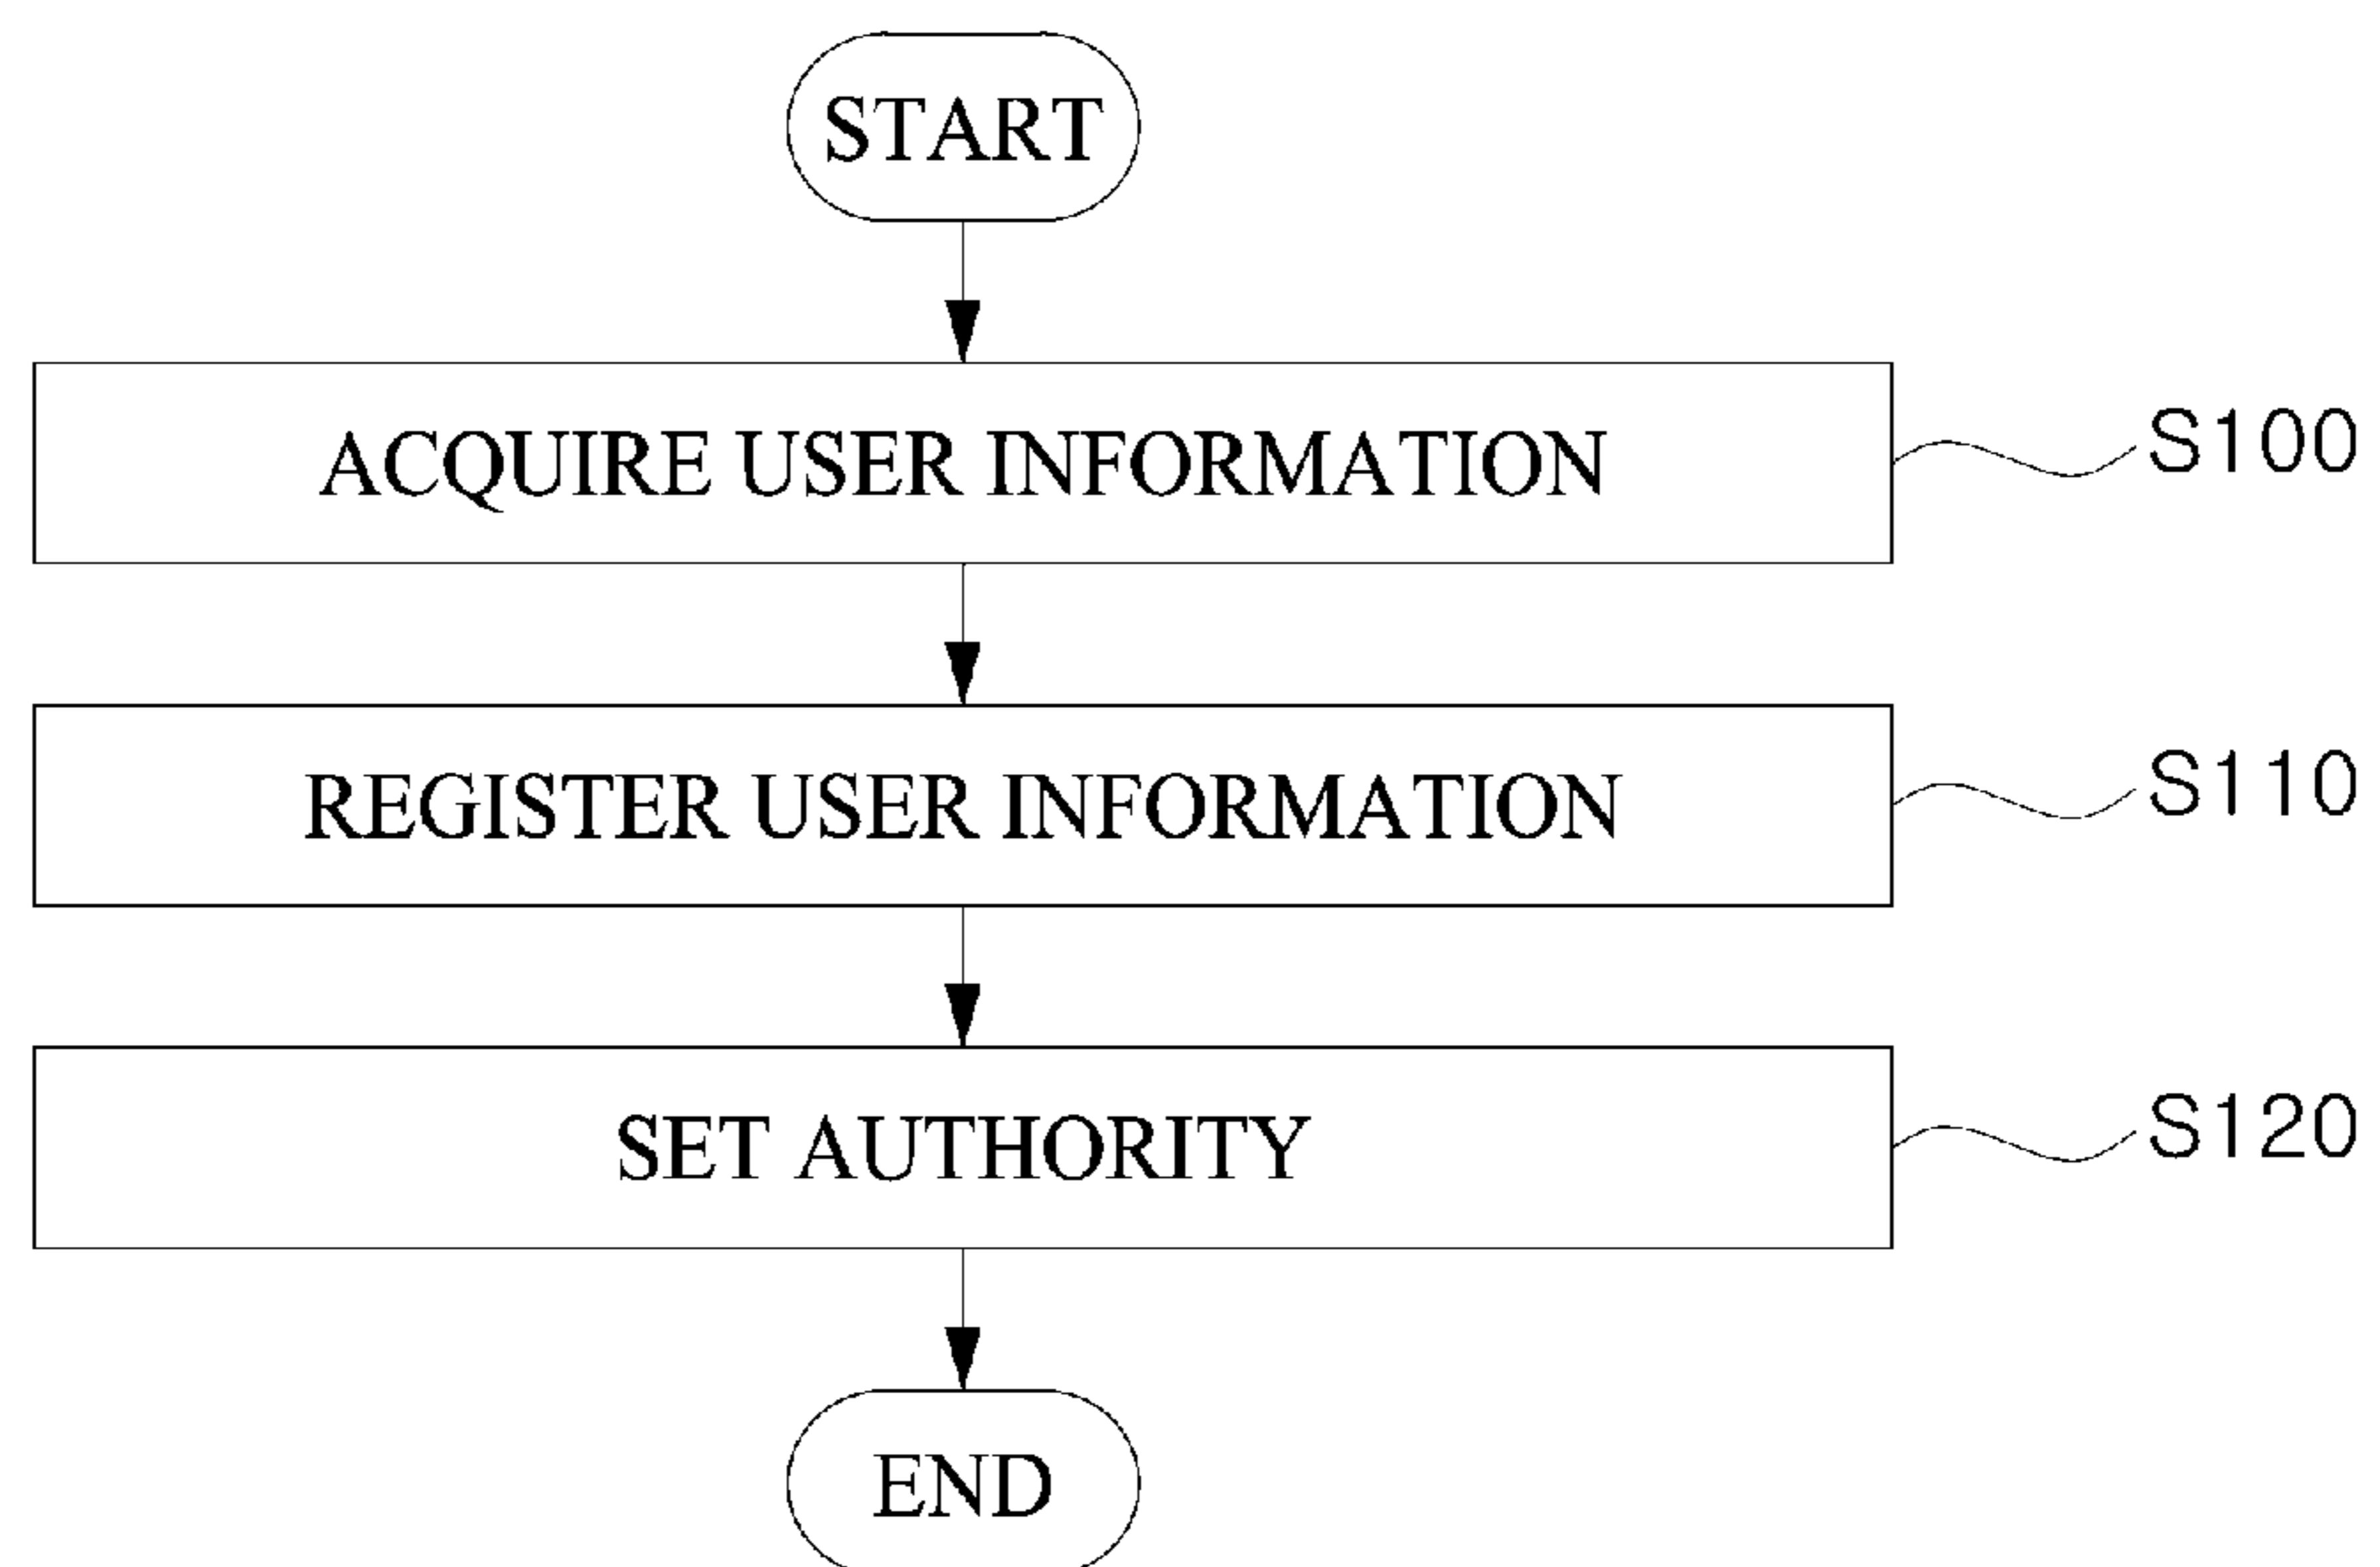 START
ACQUIRE USER INFORMATION
S100
REGISTER USER INFORMATION
S110
SET AUTHORITY
S120
END